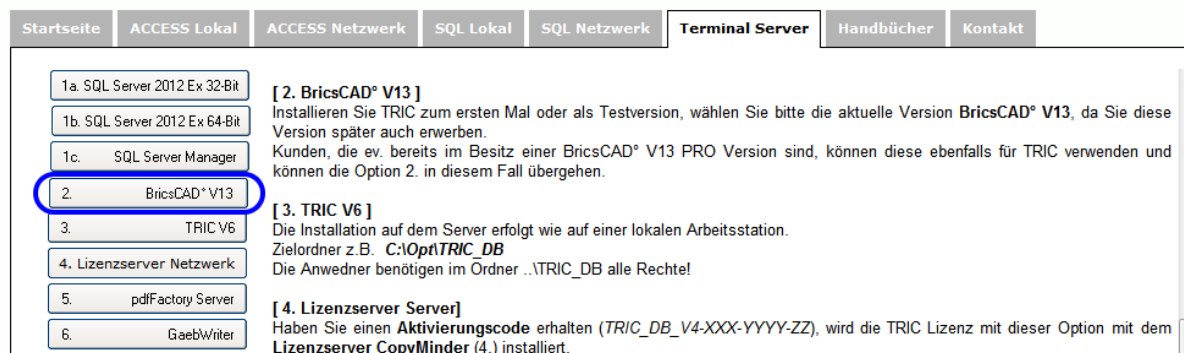 Startseite ACCESS Lokal ACCESS Netzwerk SQL Lokal SQL Netzwerk Terminal Server Handbücher Kontakt
1a. SQL Server 2012 Ex 32-Bit
1b. SQL Server 2012 Ex 64-Bit
1c. SQL Server Manager
2. BricsCAD° V13
3. TRIC V6
4. Lizenzserver Netzwerk
5. pdfFactory Server
6. GaebWriter
[ 2. BricsCAD° V13 ]
Installieren Sie TRIC zum ersten Mal oder als Testversion, wählen Sie bitte die aktuelle Version BricsCAD° V13, da Sie diese
Version später auch erwerben.
Kunden, die ev. bereits im Besitz einer BricsCAD° V13 PRO Version sind, können diese ebenfalls für TRIC verwenden und
können die Option 2. in diesem Fall übergehen.
[ 3. TRIC V6 ]
Die Installation auf dem Server erfolgt wie auf einer lokalen Arbeitsstation.
Zielordner z.B. C:\Opt\TRIC_DB
Die Anwedner benötigen im Ordner ..\TRIC_DB alle Rechte!
[ 4. Lizenzserver Server]
Haben Sie einen Aktivierungscode erhalten (TRIC_DB_V4-XXX-YYYY-ZZ), wird die TRIC Lizenz mit dieser Option mit dem
Lizenzserver CopyMinder (4.) installiert.